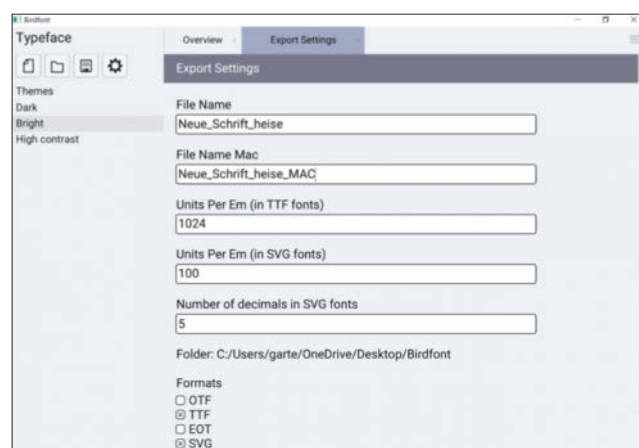 Birdfont
Typeface
Overview
Export Settings
Export Settings
Themes
Dark
Bright
High contrast
File Name
Neue_Schrift_heise
File Name Mac
Neue_Schrift_heise_MAC
Units Per Em (in TTF fonts)
1024
Units Per Em (in SVG fonts)
100
Number of decimals in SVG fonts
5
Folder: C:/Users/garte/OneDrive/Desktop/Birdfont
Formats
OTF
TTF
EOT
SVG